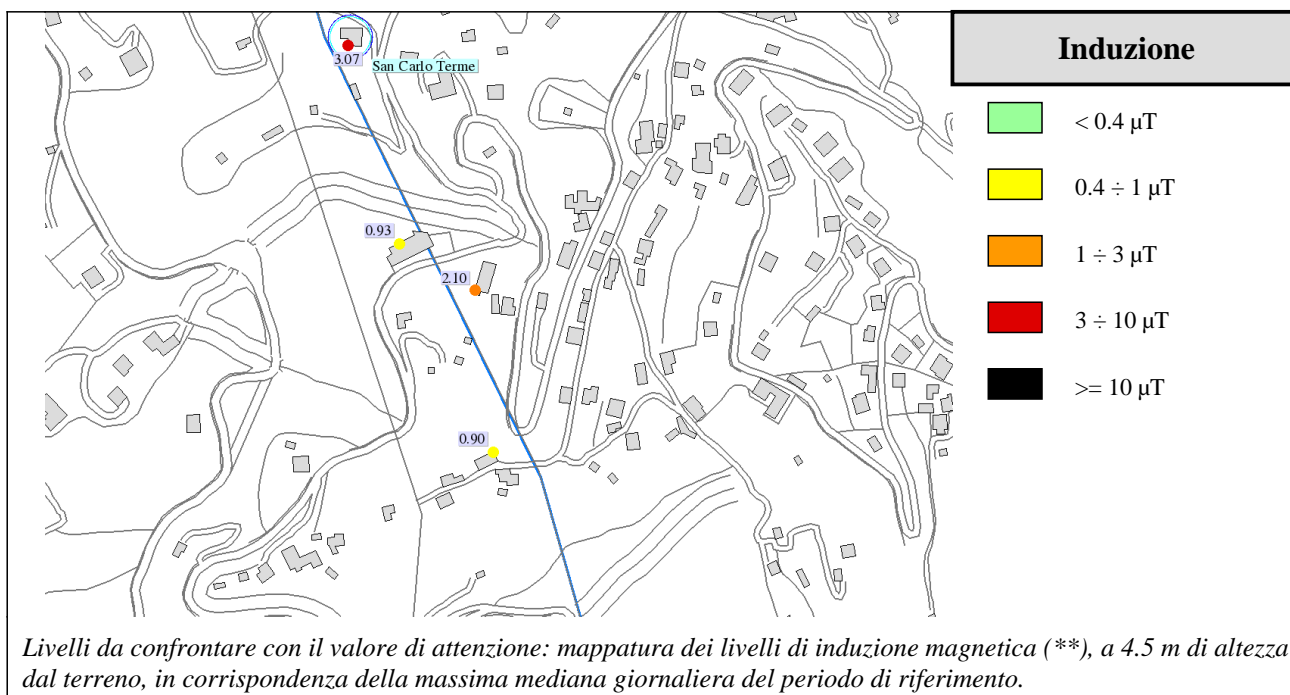 Induzione
3.07
San Carlo Terme
< 0.4 µT
0.4 ÷ 1 µT
0.93
1 ÷ 3 µT
2.10
3 ÷ 10 µT
>= 10 µT
0.90
Livelli da confrontare con il valore di attenzione: mappatura dei livelli di induzione magnetica (**), a 4.5 m di altezza
dal terreno, in corrispondenza della massima mediana giornaliera del periodo di riferimento.